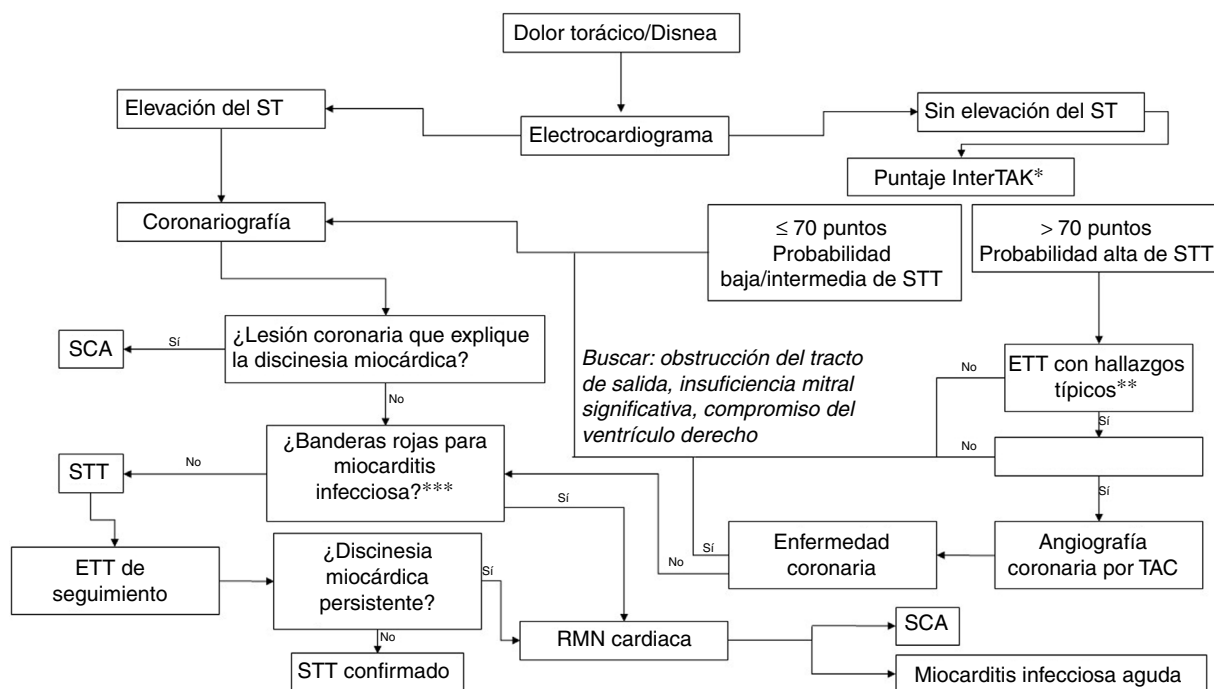 Dolor torácico/Disnea
Elevación del ST
Electrocardiograma
Sin elevación del ST
Puntaje InterTAK*
Coronariografía
≤ 70 puntos
Probabilidad
baja/intermedia de STT
> 70 puntos
Probabilidad alta de STT
SCA
Sí
¿Lesión coronaria que explique
la discinesia miocárdica?
No
Buscar: obstrucción del tracto
de salida, insuficiencia mitral
significativa, compromiso del
ventrículo derecho
No
ETT con hallazgos
típicos**
Sí
No
Sí
STT
No
¿Banderas rojas para
miocarditis
infecciosa?***
Sí
ETT de
seguimiento
¿Discinesia
miocárdica
persistente?
Sí
No
STT confirmado
Sí
No
Enfermedad
coronaria
Angiografía
coronaria por TAC
RMN cardiaca
SCA
Miocarditis infecciosa aguda